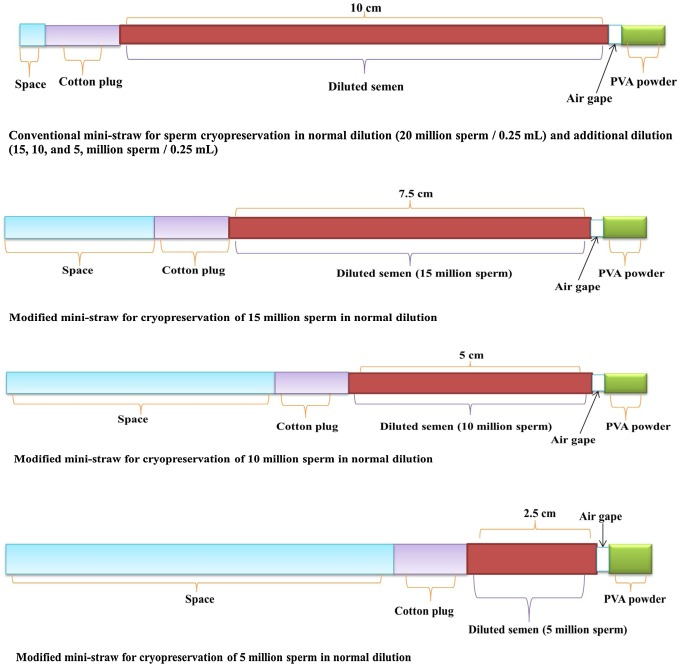 10 cm
Space
Cotton plug
Diluted semen
Air gape
PVA powder
Conventional mini-straw for sperm cryopreservation in normal dilution (20 million sperm / 0.25 mL) and additional dilution
(15, 10, and 5, million sperm / 0.25 mL)
7.5 cm
Space
Cotton plug
Diluted semen (15 million sperm)
Air gape
PVA powder
Modified mini-straw for cryopreservation of 15 million sperm in normal dilution
5 cm
Space
Cotton plug
Diluted semen (10 million sperm)
Air gape
PVA powder
Modified mini-straw for cryopreservation of 10 million sperm in normal dilution
2.5 cm
Air gape
Space
Cotton plug
Diluted semen (5 million sperm)
PVA powder
Modified mini-straw for cryopreservation of 5 million sperm in normal dilution